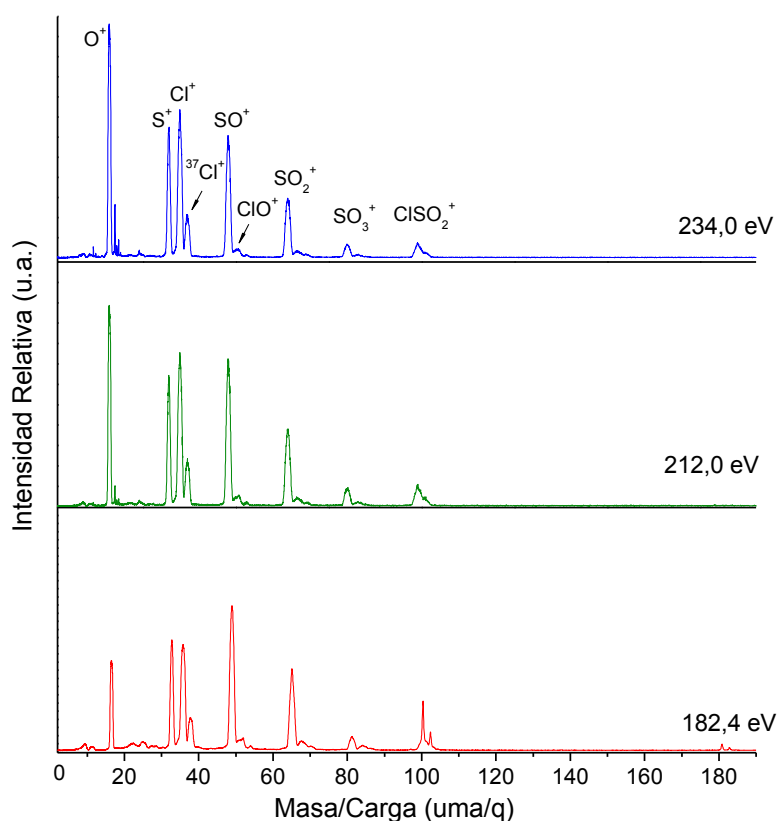 O⁺
S⁺
Cl⁺
³⁷Cl⁺
SO⁺
ClO⁺
SO₂⁺
SO₃⁺
ClSO₂⁺
234,0 eV
212,0 eV
182,4 eV
Intensidad Relativa (u.a.)
0 20 40 60 80 100 120 140 160 180
Masa/Carga (uma/q)